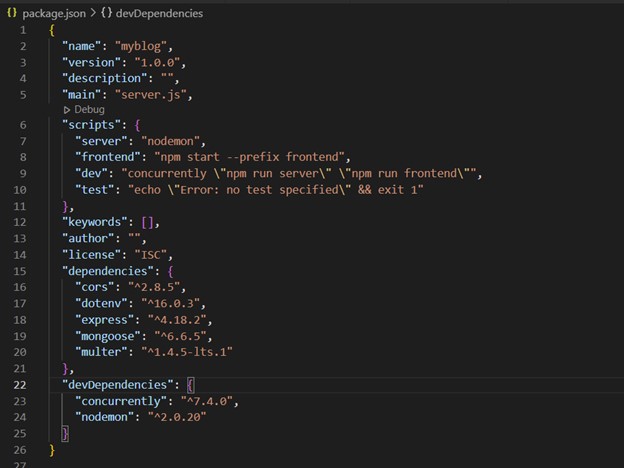 {} package.json > {} devDependencies
1 {
2 "name": "myblog",
3 "version": "1.0.0",
4 "description": "",
5 "main": "server.js",
▷ Debug
6 "scripts": {
7 "server": "nodemon",
8 "frontend": "npm start --prefix frontend",
9 "dev": "concurrently \"npm run server\" \"npm run frontend\"",
10 "test": "echo \"Error: no test specified\" && exit 1"
11 },
12 "keywords": [],
13 "author": "",
14 "license": "ISC",
15 "dependencies": {
16 "cors": "^2.8.5",
17 "dotenv": "^16.0.3",
18 "express": "^4.18.2",
19 "mongoose": "^6.6.5",
20 "multer": "^1.4.5-lts.1"
21 },
22 "devDependencies": {
23 "concurrently": "^7.4.0",
24 "nodemon": "^2.0.20"
25 }
26 }
27